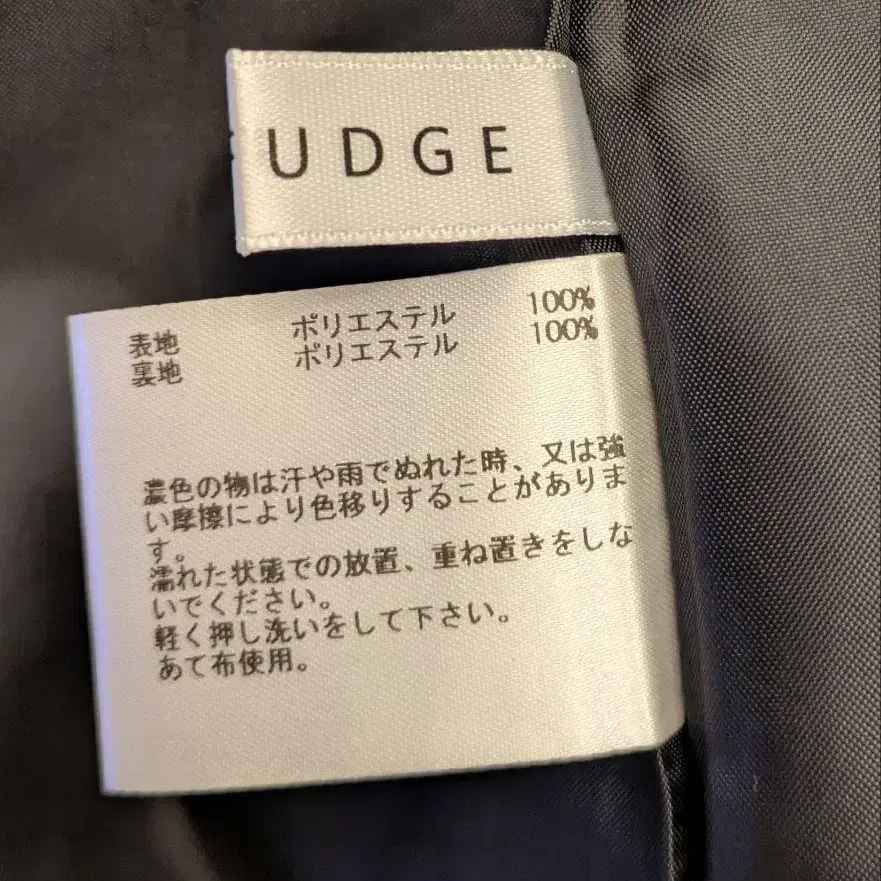 UDGE
表地 ポリエステル 100%
裏地 ポリエステル 100%
濃色の物は汗や雨でぬれた時、又は強
い摩擦により色移りすることがありま
す。
濡れた状態での放置、重ね置きをしな
いでください。
軽く押し洗いをして下さい。
あて布使用。